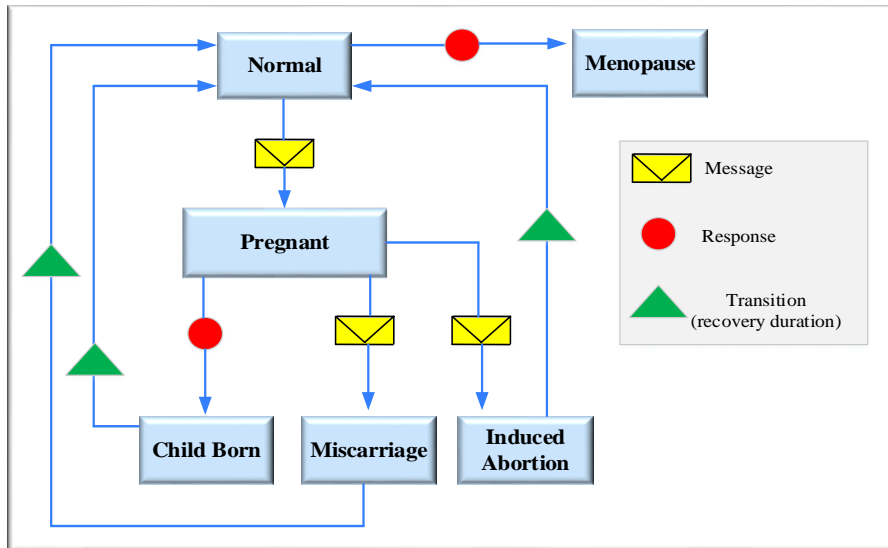 Normal
Menopause
Message
Pregnant
Response
Transition
(recovery duration)
Child Born
Miscarriage
Induced
Abortion